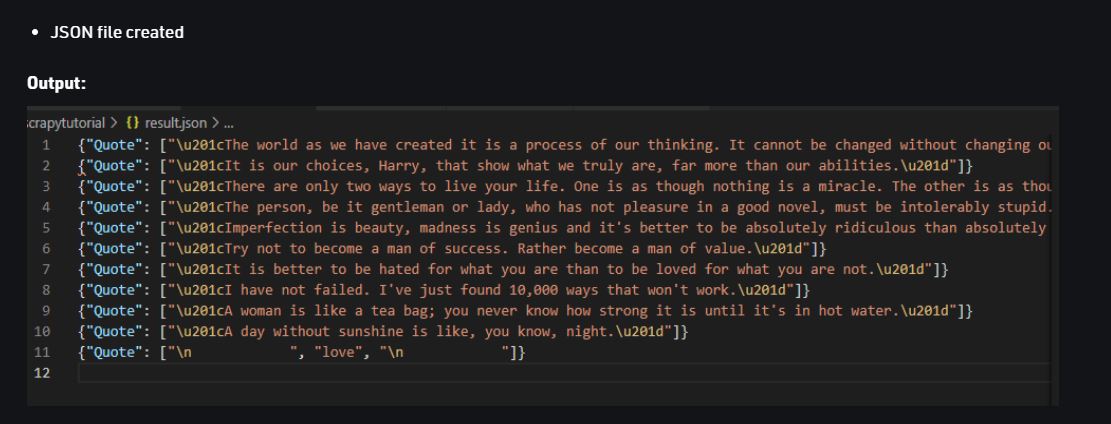 • JSON file created
Output:
scrapytutorial > {} result.json > ...
1 {"Quote": ["\u201cThe world as we have created it is a process of our thinking. It cannot be changed without changing ou
2 {"Quote": ["\u201cIt is our choices, Harry, that show what we truly are, far more than our abilities.\u201d"]}
3 {"Quote": ["\u201cThere are only two ways to live your life. One is as though nothing is a miracle. The other is as thou
4 {"Quote": ["\u201cThe person, be it gentleman or lady, who has not pleasure in a good novel, must be intolerably stupid.
5 {"Quote": ["\u201cImperfection is beauty, madness is genius and it's better to be absolutely ridiculous than absolutely
6 {"Quote": ["\u201cTry not to become a man of success. Rather become a man of value.\u201d"]}
7 {"Quote": ["\u201cIt is better to be hated for what you are than to be loved for what you are not.\u201d"]}
8 {"Quote": ["\u201cI have not failed. I've just found 10,000 ways that won't work.\u201d"]}
9 {"Quote": ["\u201cA woman is like a tea bag; you never know how strong it is until it's in hot water.\u201d"]}
10 {"Quote": ["\u201cA day without sunshine is like, you know, night.\u201d"]}
11 {"Quote": ["\n            ", "love", "\n            "]}
12